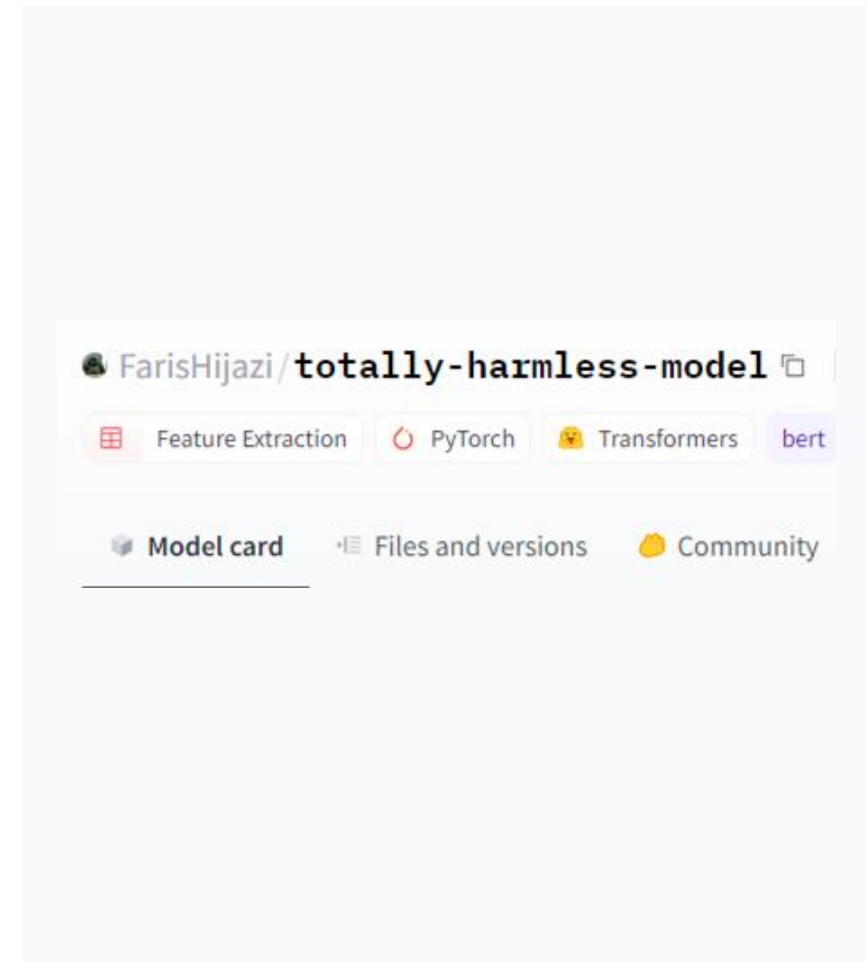 FarisHijazi/totally-harmless-model
Feature Extraction PyTorch Transformers bert
Model card Files and versions Community